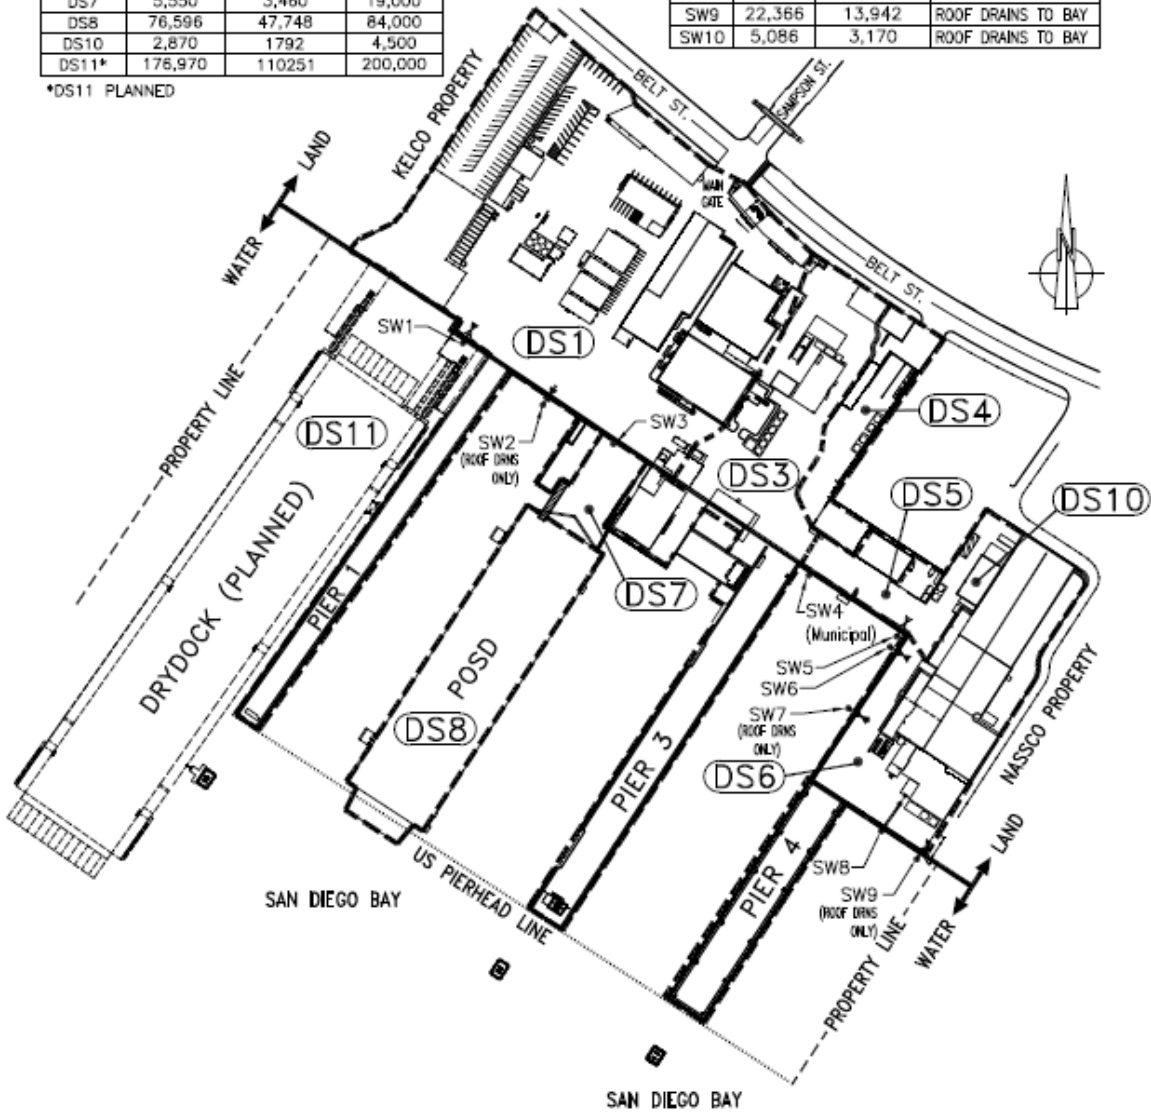 DS7 5,550 3,460 19,000
DS8 76,596 47,748 84,000
DS10 2,870 1792 4,500
DS11* 176,970 110251 200,000
*DS11 PLANNED
SW9 22,366 13,942 ROOF DRAINS TO BAY
SW10 5,086 3,170 ROOF DRAINS TO BAY
BELT ST.
SAMPSON ST.
KELCO PROPERTY
LAND
WATER
MAIN
GATE
N
BELT ST.
SW1
DS1
PROPERTY LINE
DS11
SW2
(ROOF DRNS
ONLY)
SW3
DS4
DS3
DS5
DS10
DRYDOCK (PLANNED)
PIER 1
DS7
SW4
(Municipal)
SW5
SW6
SW7
(ROOF DRNS
ONLY)
POSD
DS8
PIER 3
DS6
NASSCO PROPERTY
LAND
WATER
PIER 4
SW8
SW9
(ROOF DRNS
ONLY)
US PIERHEAD LINE
SAN DIEGO BAY
PROPERTY LINE
SAN DIEGO BAY